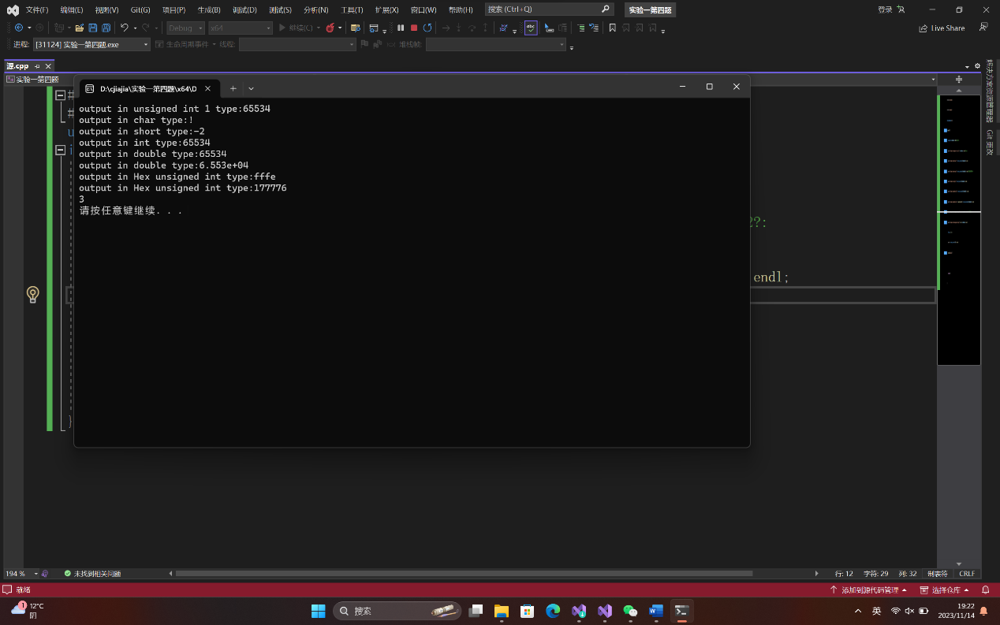 文件(F) 编辑(E) 视图(V) Git(G) 项目(P) 生成(B) 调试(D) 测试(S) 分析(N) 工具(T) 扩展(X) 窗口(W) 帮助(H) 搜索 (Ctrl+Q) 实验一第四题 登录
Debug x64 继续(C) Live Share
进程: [31124] 实验一第四题.exe 生命周期事件 线程: 堆栈帧:
源.cpp
实验一第四题
D:\cjiajia\实验一第四题\x64\D
output in unsigned int 1 type:65534
output in char type:!
output in short type:-2
output in int type:65534
output in double type:65534
output in double type:6.553e+04
output in Hex unsigned int type:fffe
output in Hex unsigned int type:177776
3
请按任意键继续. . .
??:
endl;
}
解决方案资源管理器
Git 更改
194 % 未找到相关问题 行: 12 字符: 29 列: 32 制表符 CRLF
就绪 添加到源代码管理 选择仓库
1 12°C 搜索 英 19:22
阴 2023/11/14